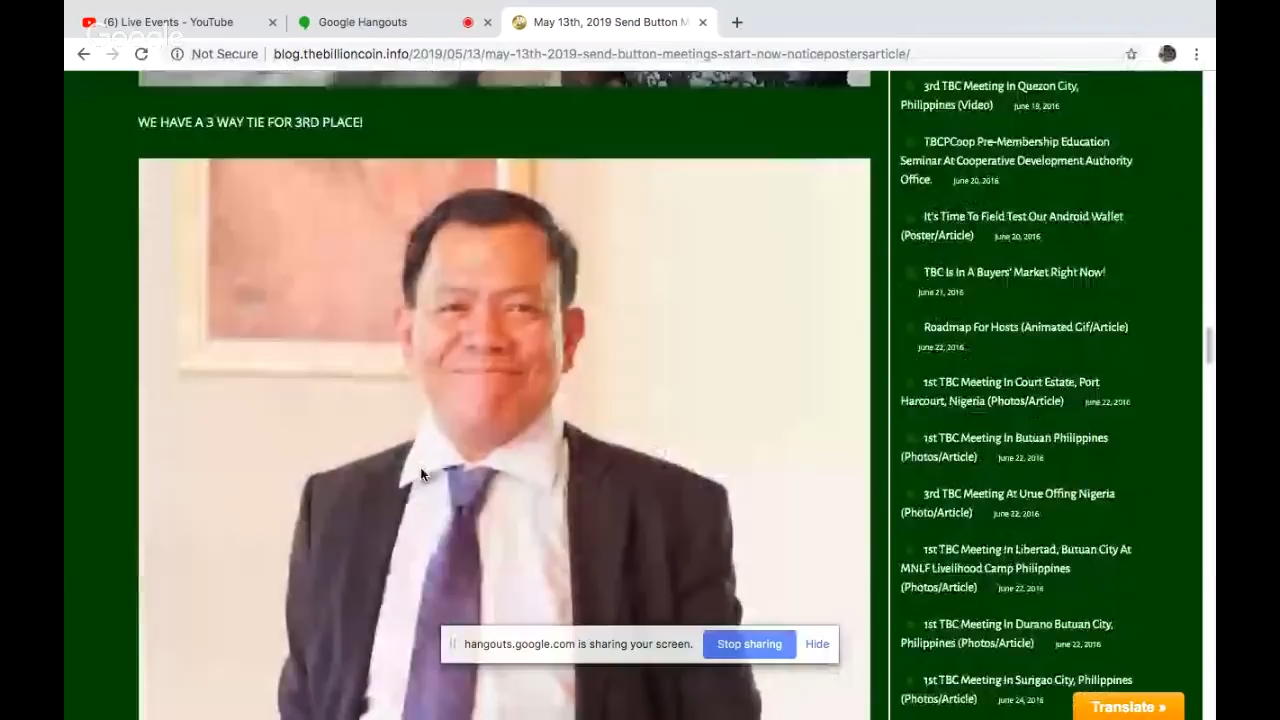 (6) Live Events - YouTube
Google Hangouts
May 13th, 2019 Send Button M
Google
Not Secure
blog.thebillioncoin.info/2019/05/13/may-13th-2019-send-button-meetings-start-now-noticepostersarticle/
WE HAVE A 3 WAY TIE FOR 3RD PLACE!
3rd TBC Meeting In Quezon City,
Philippines (Video) June 19, 2016
TBCPCoop Pre-Membership Education
Seminar At Cooperative Development Authority
Office. June 20, 2016
It's Time To Field Test Our Android Wallet
(Poster/Article) June 20, 2016
TBC Is In A Buyers' Market Right Now!
June 21, 2016
Roadmap For Hosts (Animated Gif/Article)
June 22, 2016
1st TBC Meeting In Court Estate, Port
Harcourt, Nigeria (Photos/Article) June 22, 2016
1st TBC Meeting In Butuan Philippines
(Photos/Article) June 22, 2016
3rd TBC Meeting At Urue Offing Nigeria
(Photo/Article) June 22, 2016
1st TBC Meeting In Libertad, Butuan City At
MNLF Livelihood Camp Philippines
(Photos/Article) June 22, 2016
1st TBC Meeting In Durano Butuan City,
Philippines (Photos/Article) June 22, 2016
1st TBC Meeting In Surigao City, Philippines
(Photos/Article) June 24, 2016
hangouts.google.com is sharing your screen.
Stop sharing
Hide
Translate »